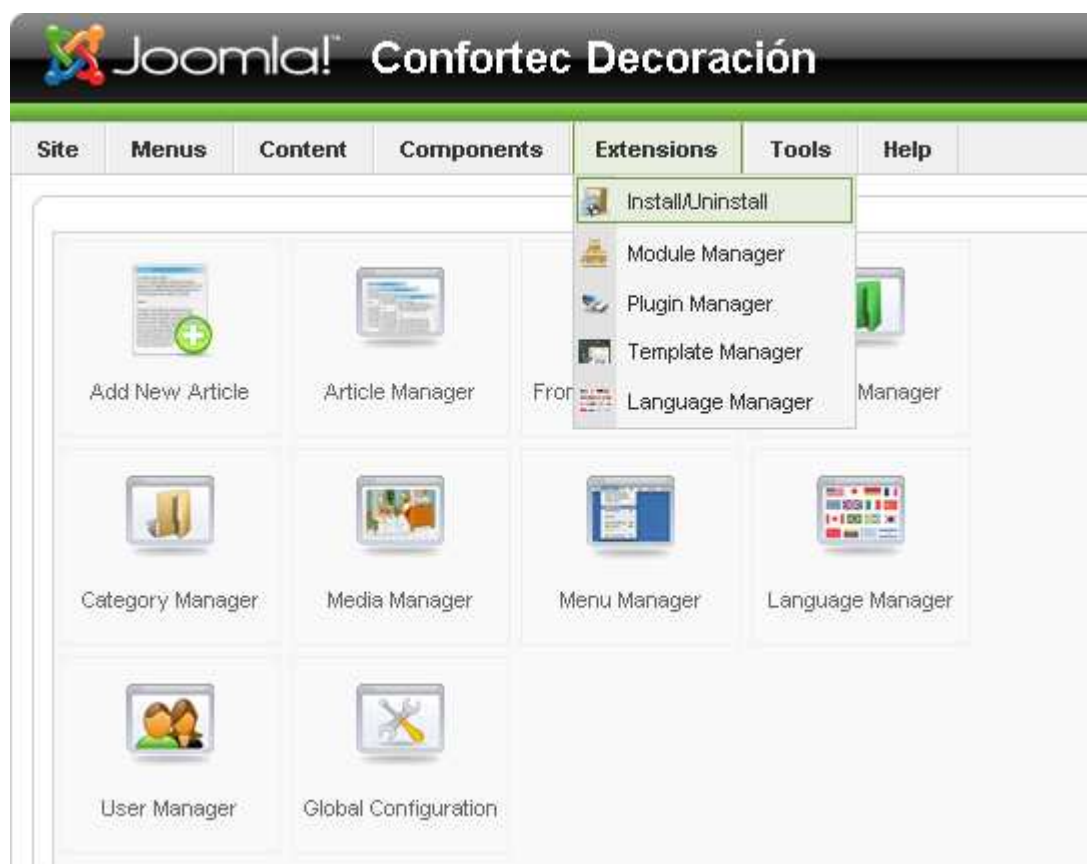 Joomla!™ Confortec Decoración
Site Menus Content Components Extensions Tools Help
Install/Uninstall
Module Manager
Plugin Manager
Template Manager
Language Manager
Add New Article Article Manager Manager
Category Manager Media Manager Menu Manager Language Manager
User Manager Global Configuration